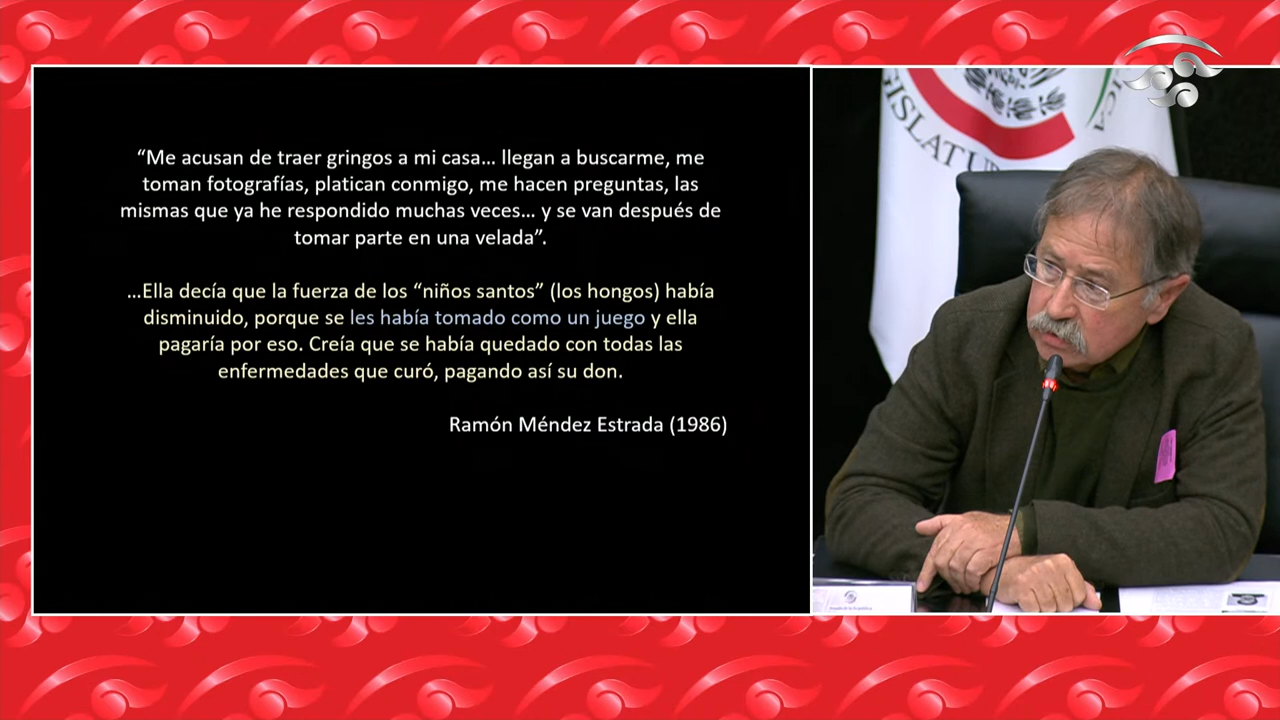 “Me acusan de traer gringos a mi casa… llegan a buscarme, me
toman fotografías, platican conmigo, me hacen preguntas, las
mismas que ya he respondido muchas veces… y se van después de
tomar parte en una velada”.
…Ella decía que la fuerza de los “niños santos” (los hongos) había
disminuido, porque se les había tomado como un juego y ella
pagaría por eso. Creía que se había quedado con todas las
enfermedades que curó, pagando así su don.
Ramón Méndez Estrada (1986)